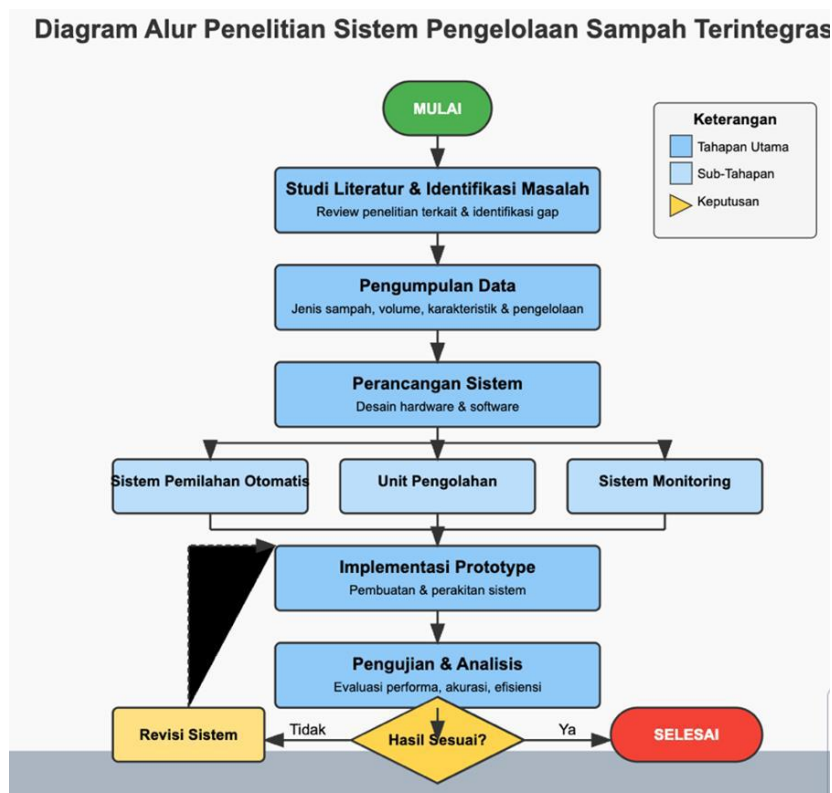 Diagram Alur Penelitian Sistem Pengelolaan Sampah Terintegras
MULAI
Keterangan
Tahapan Utama
Sub-Tahapan
Keputusan
Studi Literatur & Identifikasi Masalah
Review penelitian terkait & identifikasi gap
Pengumpulan Data
Jenis sampah, volume, karakteristik & pengelolaan
Perancangan Sistem
Desain hardware & software
Sistem Pemilahan Otomatis
Unit Pengolahan
Sistem Monitoring
Implementasi Prototype
Pembuatan & perakitan sistem
Pengujian & Analisis
Evaluasi performa, akurasi, efisiensi
Revisi Sistem
Tidak
Hasil Sesuai?
Ya
SELESAI